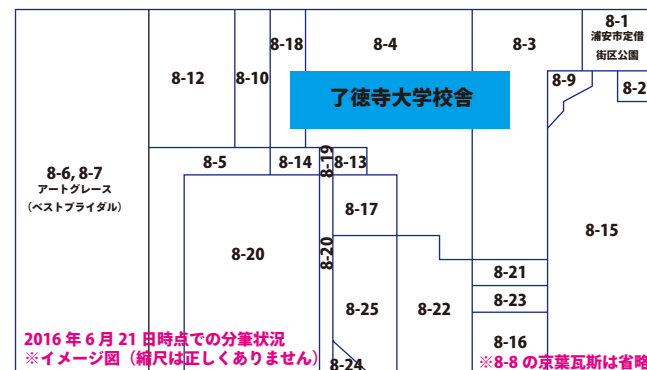 8-1
浦安市定借
街区公園
8-18
8-4
8-3
8-12
8-10
8-9
8-2
了徳寺大学校舎
8-5
8-14
8-19
8-13
8-6, 8-7
アートグレース
（ベストブライダル）
8-17
8-15
8-20
8-20
8-21
8-25
8-22
8-23
8-16
8-24
2016 年 6 月 21 日時点での分筆状況
※イメージ図（縮尺は正しくありません）
※8-8 の京葉瓦斯は省略